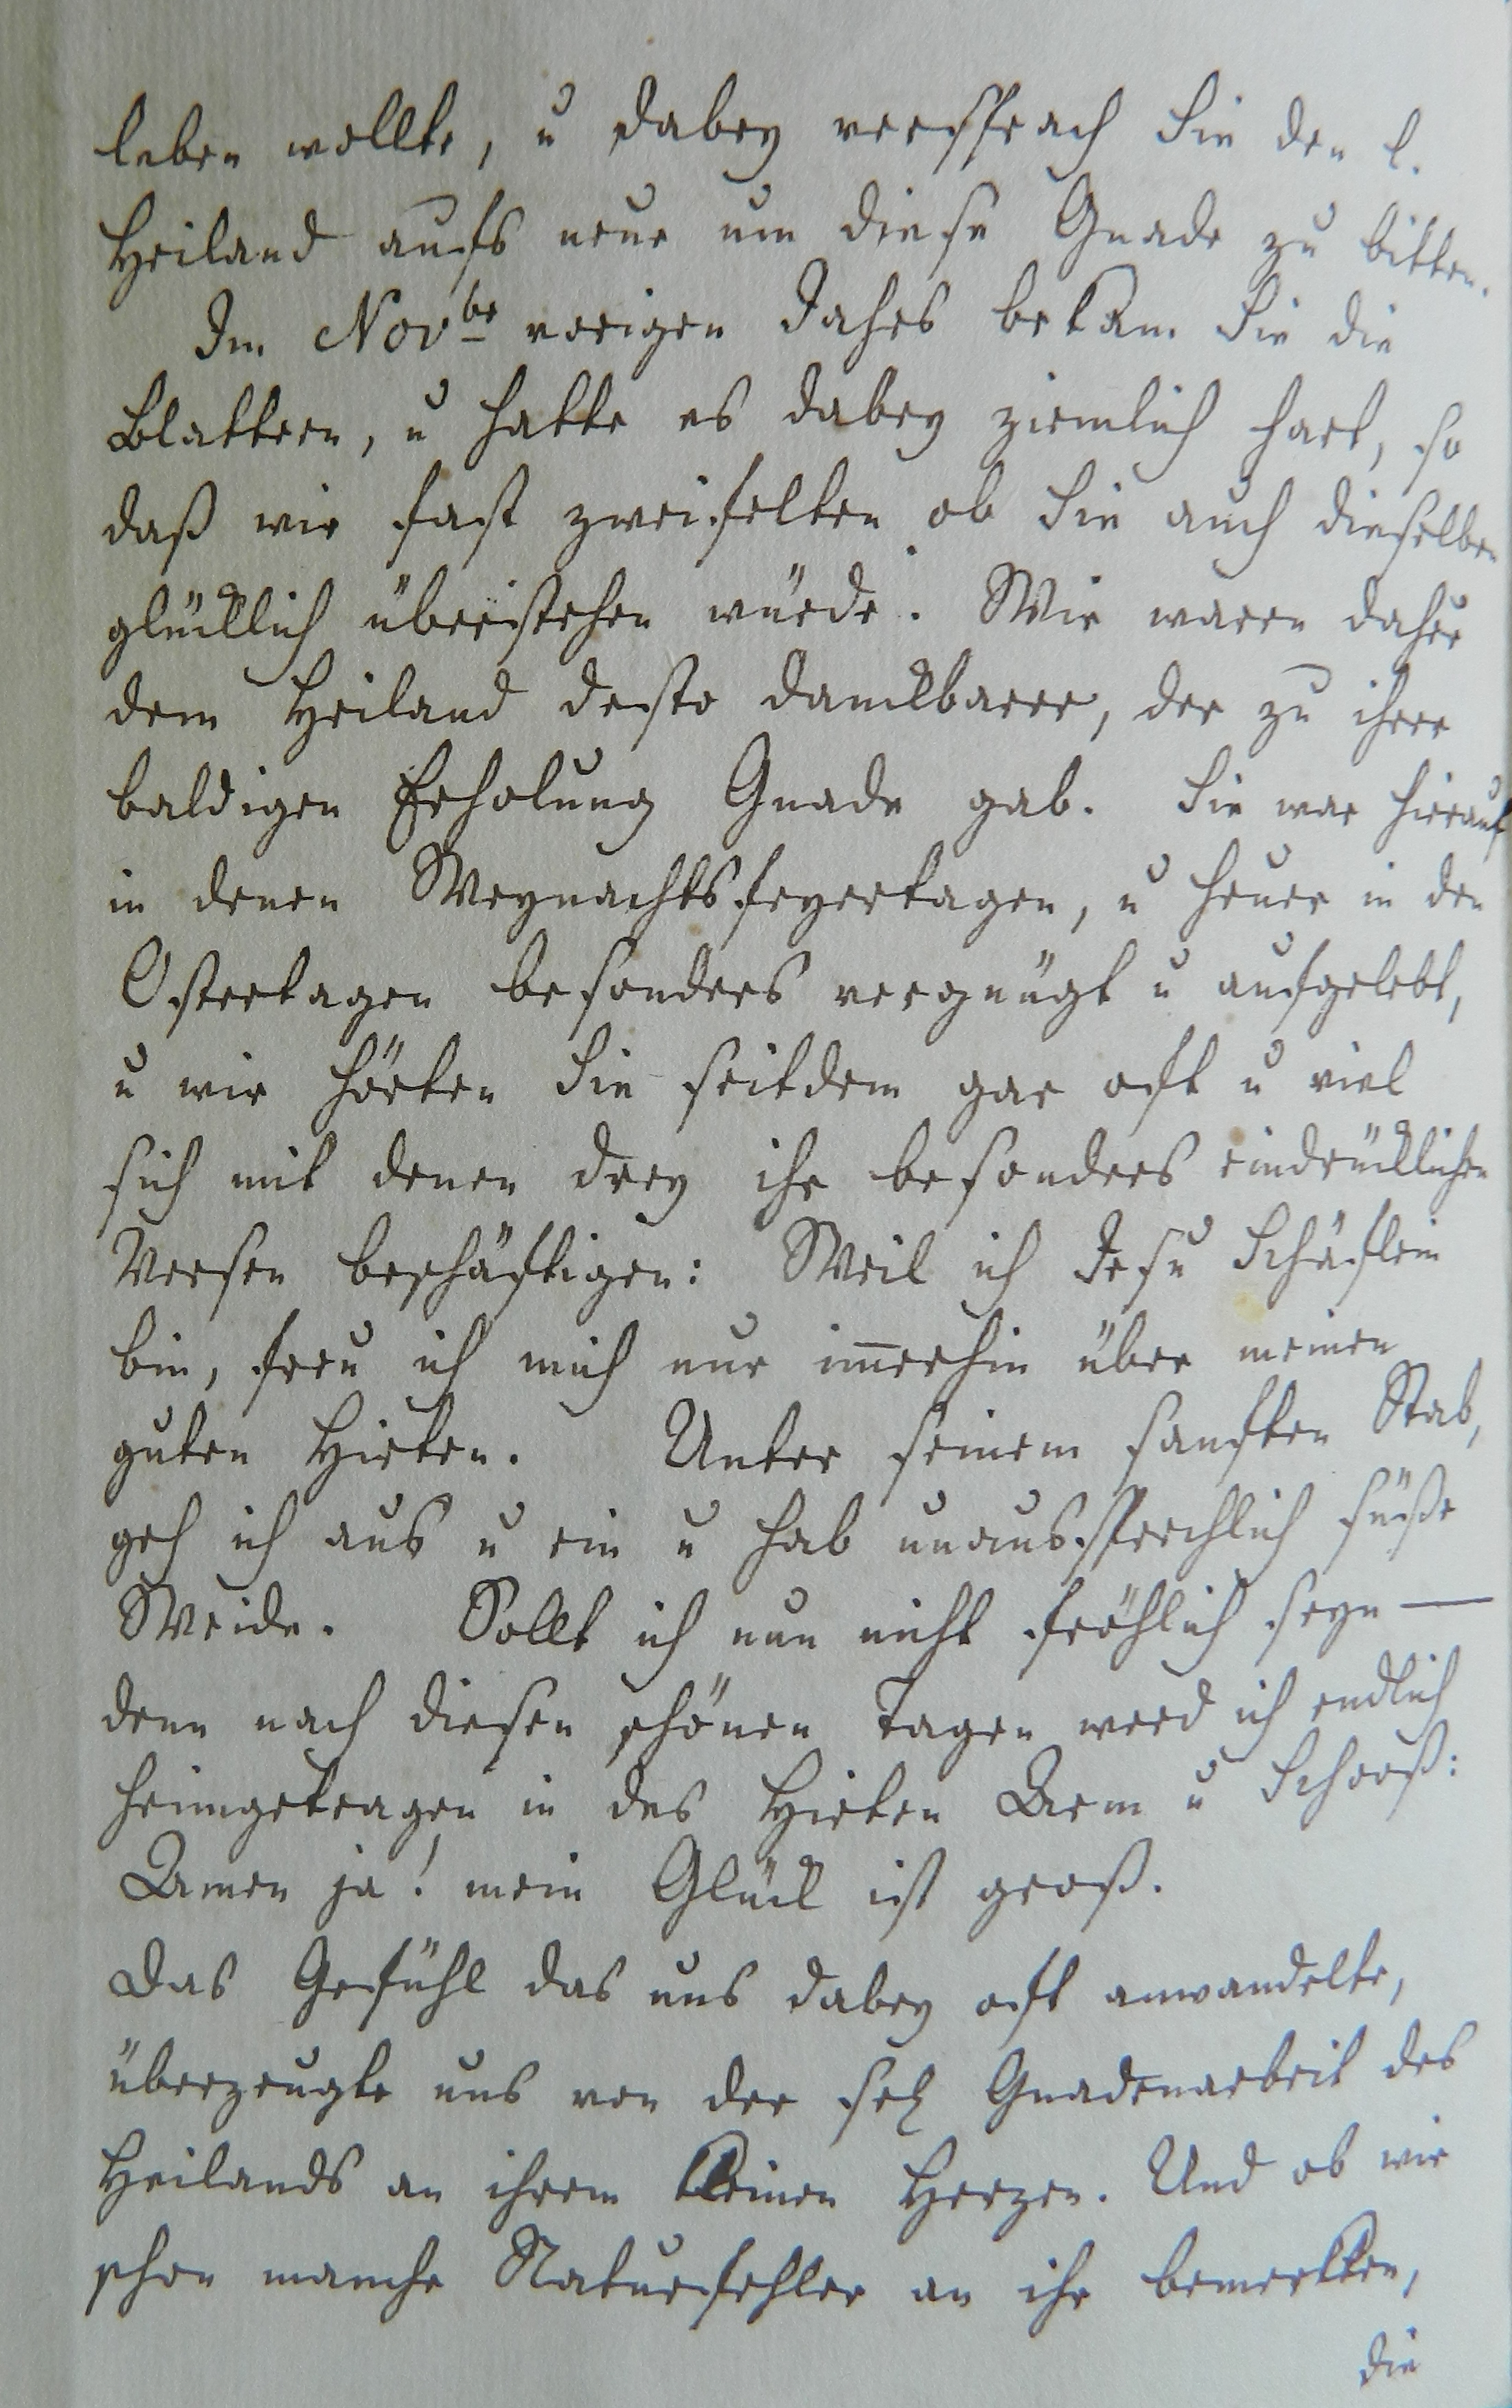 leben wollte, u dabey versprach Sie den l.
Heiland aufs neue um diese Gnade zu bitten.
Im Novbr vorigen Jahrs bekam Sie die
Blattern, u hatte es dabey ziemlich hart, so
daß wir fast zweifelten ob Sie auch dieselben
glücklich überstehen würde. Wir waren daher
dem Heiland desto danckbarer, der zu ihrer
baldigen Erholung Gnade gab. Sie war hierauf
in denen Weynachtsfeyertagen, u heuer in den
Ostertagen besonders vergnügt u aufgelebt,
u wir hörten Sie seitdem gar oft u viel
sich mit denen drey ihr besonders eindrücklichen
Versen beschäftigen: Weil ich Jesu Schäflein
bin, freu ich mich nur im̅erhin über meinen
guten Hirten. Unter seinem sanften Stab,
geh ich aus u ein u hab unaussprechlich süße
Weide. Sollt ich nun nicht fröhlich seyn —
denn nach diesen schönen Tagen werd ich endlich
heimgetragen in des Hirten Arm u Schooß:
Amen ja! mein Glück ist groß.
Das Gefühl das uns dabey oft anwandelte,
überzeugte uns von der sel Gnadenarbeit des
Heilands an ihrem kleinen Herzen. Und ob wir
schon manche Naturfehler an ihr bemerkten,
die